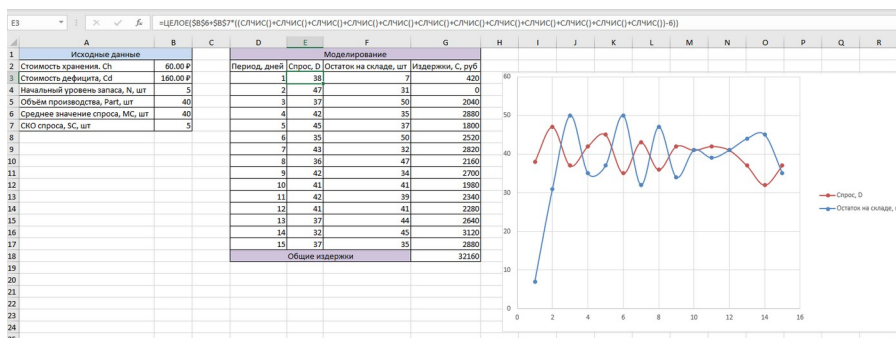 E3 fx =ЦЕЛОЕ($B$6+$B$7*((СЛЧИС()+СЛЧИС()+СЛЧИС()+СЛЧИС()+СЛЧИС()+СЛЧИС()+СЛЧИС()+СЛЧИС()+СЛЧИС()+СЛЧИС()+СЛЧИС()+СЛЧИС())-6))
A B C D E F G H I J K L M N O P Q R
1 Исходные данные Моделирование
2 Стоимость хранения. Ch 60.00 ₽ Период, дней Спрос, D Остаток на складе, шт Издержки, С, руб
3 Стоимость дефицита, Cd 160.00 ₽ 1 38 7 420
4 Начальный уровень запаса, N, шт 5 2 47 31 0
5 Объём производства, Part, шт 40 3 37 50 2040
6 Среднее значение спроса, MC, шт 40 4 42 35 2880
7 СКО спроса, SC, шт 5 5 45 37 1800
8 6 35 50 2520
9 7 43 32 2820
10 8 36 47 2160
11 9 42 34 2700
12 10 41 41 1980
13 11 42 39 2340
14 12 41 41 2280
15 13 37 44 2640
16 14 32 45 3120
17 15 37 35 2880
18 Общие издержки 32160
19
20
21
22
23
24
60
50
40
30
20
10
0
0 2 4 6 8 10 12 14 16
Спрос, D
Остаток на складе,